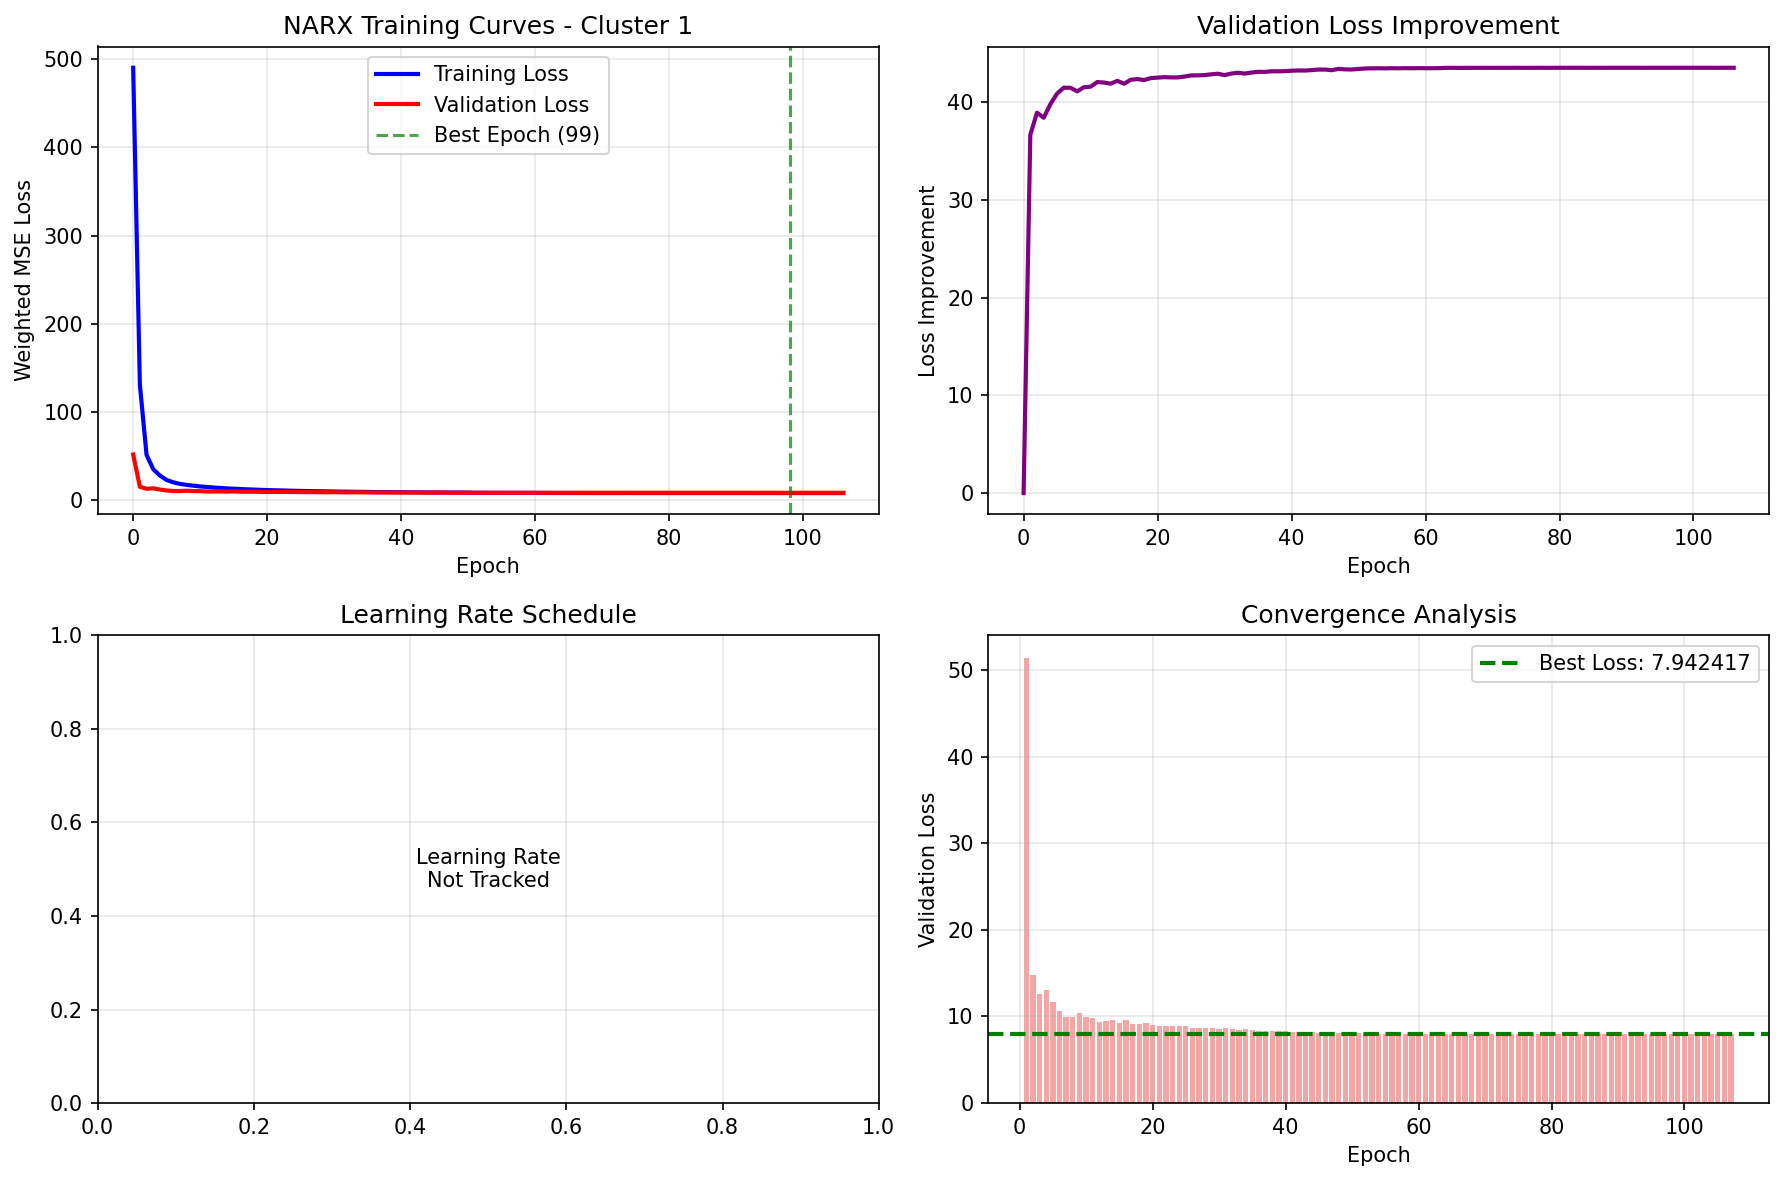 NARX Training Curves - Cluster 1
500
400
300
200
100
0
Weighted MSE Loss
Training Loss
Validation Loss
Best Epoch (99)
0 20 40 60 80 100
Epoch
Validation Loss Improvement
40
30
20
10
0
Loss Improvement
0 20 40 60 80 100
Epoch
Learning Rate Schedule
1.0
0.8
0.6
0.4
0.2
0.0
Learning Rate
Not Tracked
0.0 0.2 0.4 0.6 0.8 1.0
Convergence Analysis
50
40
30
20
10
0
Validation Loss
Best Loss: 7.942417
0 20 40 60 80 100
Epoch